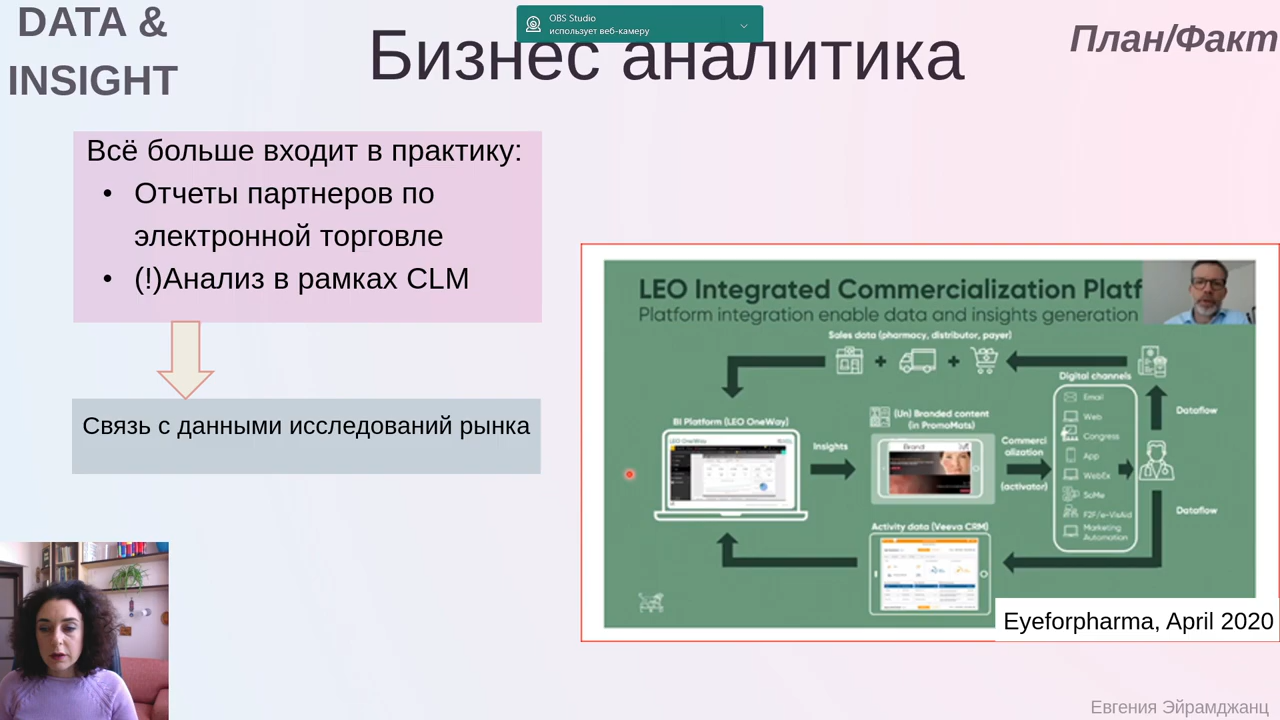 DATA &
INSIGHT
OBS Studio
использует веб-камеру
Бизнес аналитика
План/Факт
Всё больше входит в практику:
• Отчеты партнеров по
электронной торговле
• (!)Анализ в рамках CLM
Связь с данными исследований рынка
LEO Integrated Commercialization Platf
Platform integration enable data and insights generation
Sales data (pharmacy, distributor, payer)
Digital channels
Email
Web
Congress
App
WebEx
SoMe
F2F/e-VisAid
Marketing
Automation
Dataflow
Dataflow
BI Platform (LEO OneWay)
LEO OneWay
Insights
(Un) Branded content
(in PromoMats)
Brand
Commerci
alization
(activator)
Activity data (Veeva CRM)
Eyeforpharma, April 2020
Евгения Эйрамджанц